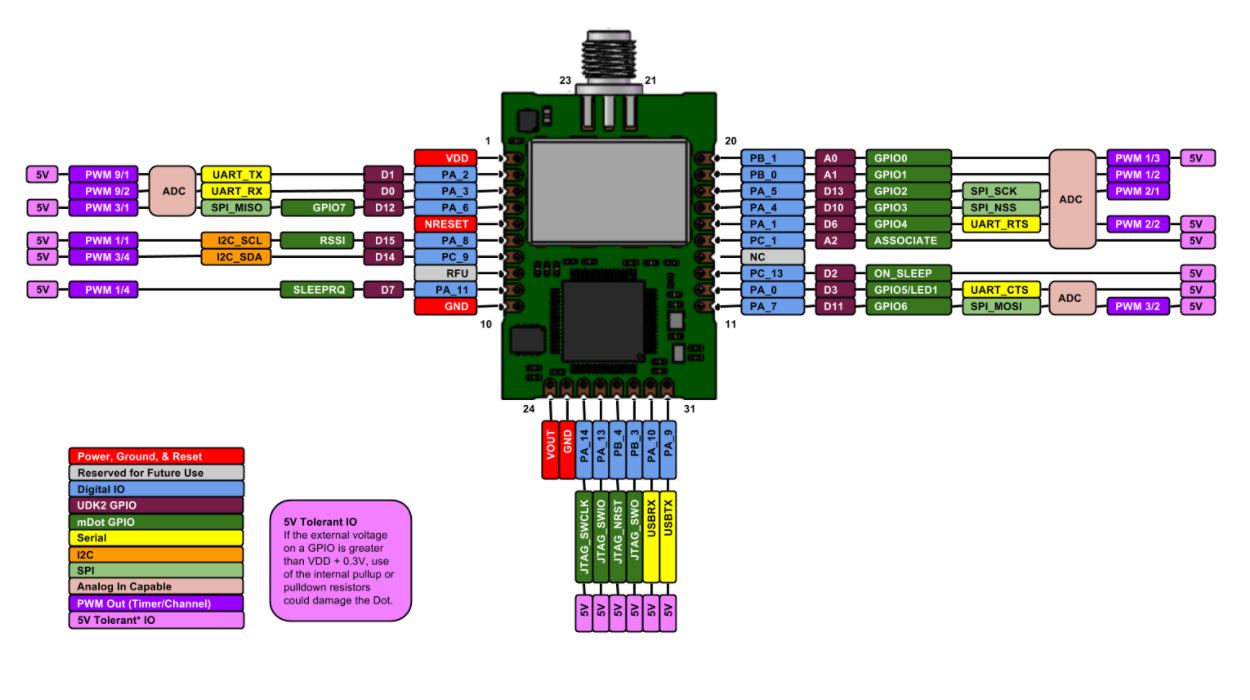 23 21
1 20
5V PWM 9/1 ADC UART_TX D1 VDD
PA_2
5V PWM 9/2 UART_RX D0 PA_3
5V PWM 3/1 SPI_MISO GPIO7 D12 PA_6
NRESET
5V PWM 1/1 I2C_SCL RSSI D15 PA_8
5V PWM 3/4 I2C_SDA D14 PC_9
RFU
5V PWM 1/4 SLEEPRQ D7 PA_11
GND
10
PB_1 A0 GPIO0 ADC PWM 1/3 5V
PB_0 A1 GPIO1 PWM 1/2
PA_5 D13 GPIO2 SPI_SCK PWM 2/1
PA_4 D10 GPIO3 SPI_NSS
PA_1 D6 GPIO4 UART_RTS PWM 2/2 5V
PC_1 A2 ASSOCIATE 5V
NC
PC_13 D2 ON_SLEEP 5V
PA_0 D3 GPIO5/LED1 UART_CTS ADC 5V
PA_7 D11 GPIO6 SPI_MOSI PWM 3/2 5V
11
24 31
VOUT
GND
PA_14 JTAG_SWCLK 5V
PA_13 JTAG_SWIO 5V
PB_4 JTAG_NRST 5V
PB_3 JTAG_SWO 5V
PA_10 USBRX 5V
PA_9 USBTX 5V
Power, Ground, & Reset
Reserved for Future Use
Digital IO
UDK2 GPIO
mDot GPIO
Serial
I2C
SPI
Analog In Capable
PWM Out (Timer/Channel)
5V Tolerant* IO
5V Tolerant IO
If the external voltage
on a GPIO is greater
than VDD + 0.3V, use
of the internal pullup or
pulldown resistors
could damage the Dot.